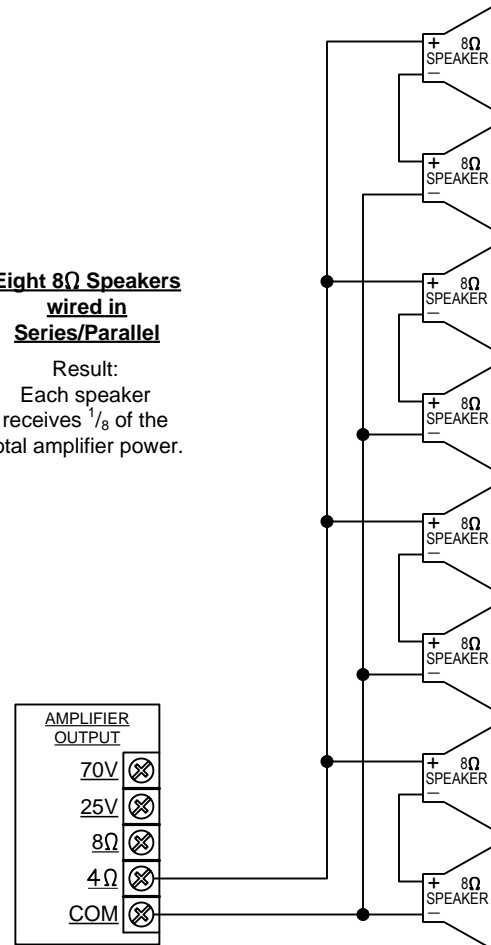 + 8Ω
SPEAKER
−
+ 8Ω
SPEAKER
−
Eight 8Ω Speakers
wired in
Series/Parallel
Result:
Each speaker
receives 1/8 of the
otal amplifier power.
+ 8Ω
SPEAKER
−
+ 8Ω
SPEAKER
−
+ 8Ω
SPEAKER
−
+ 8Ω
SPEAKER
−
AMPLIFIER
OUTPUT
70V
25V
8Ω
4Ω
COM
+ 8Ω
SPEAKER
−
+ 8Ω
SPEAKER
−